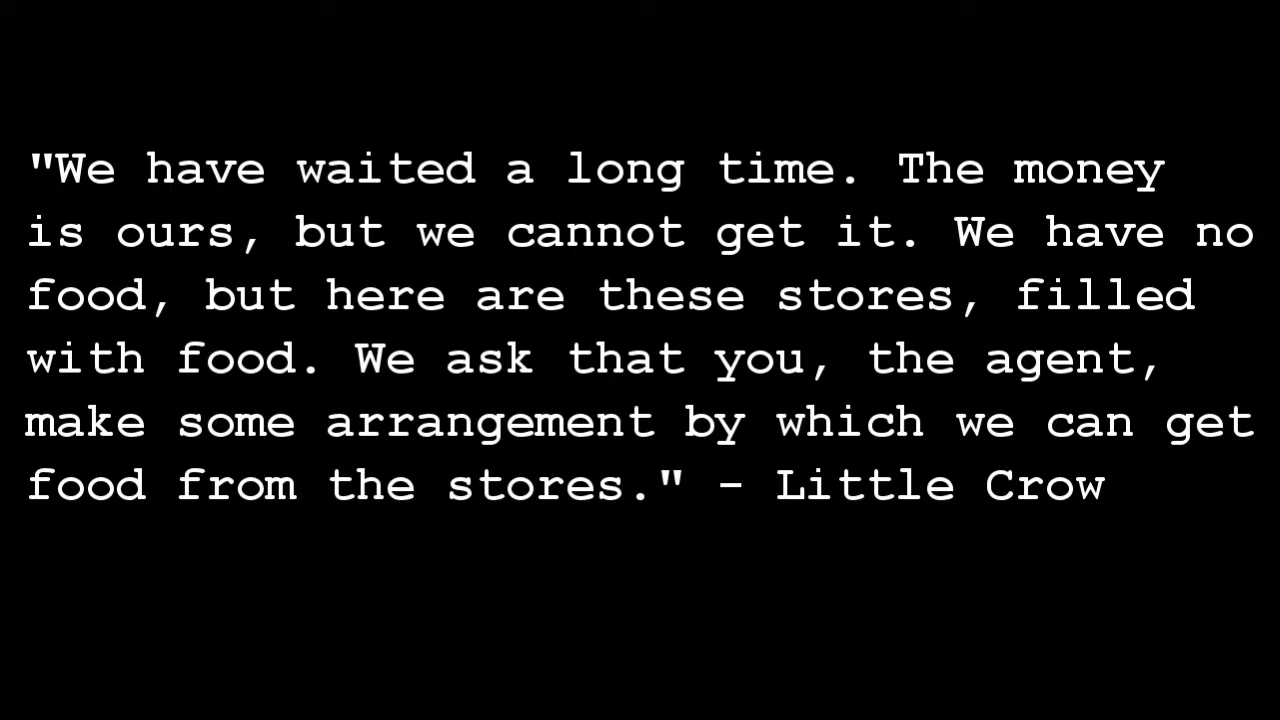 "We have waited a long time. The money
is ours, but we cannot get it. We have no
food, but here are these stores, filled
with food. We ask that you, the agent,
make some arrangement by which we can get
food from the stores." - Little Crow